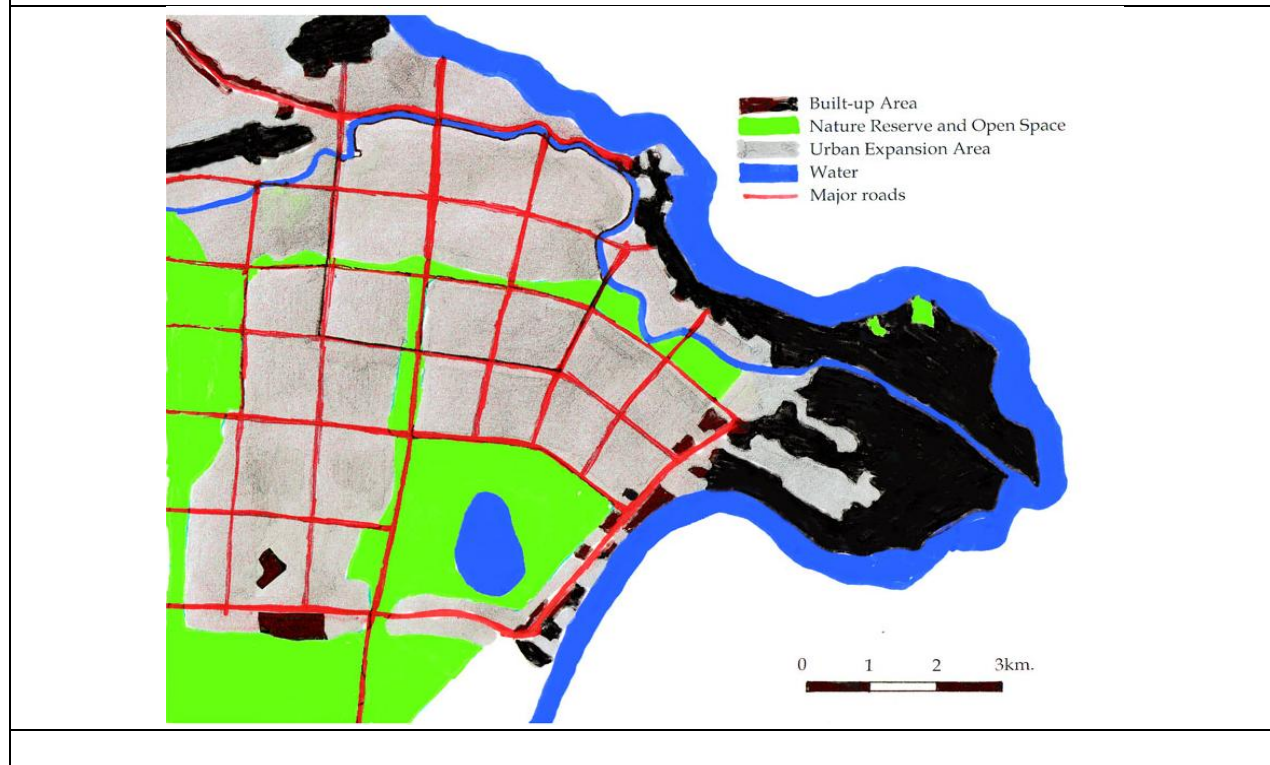 Built-up Area
Nature Reserve and Open Space
Urban Expansion Area
Water
Major roads
0 1 2 3km.